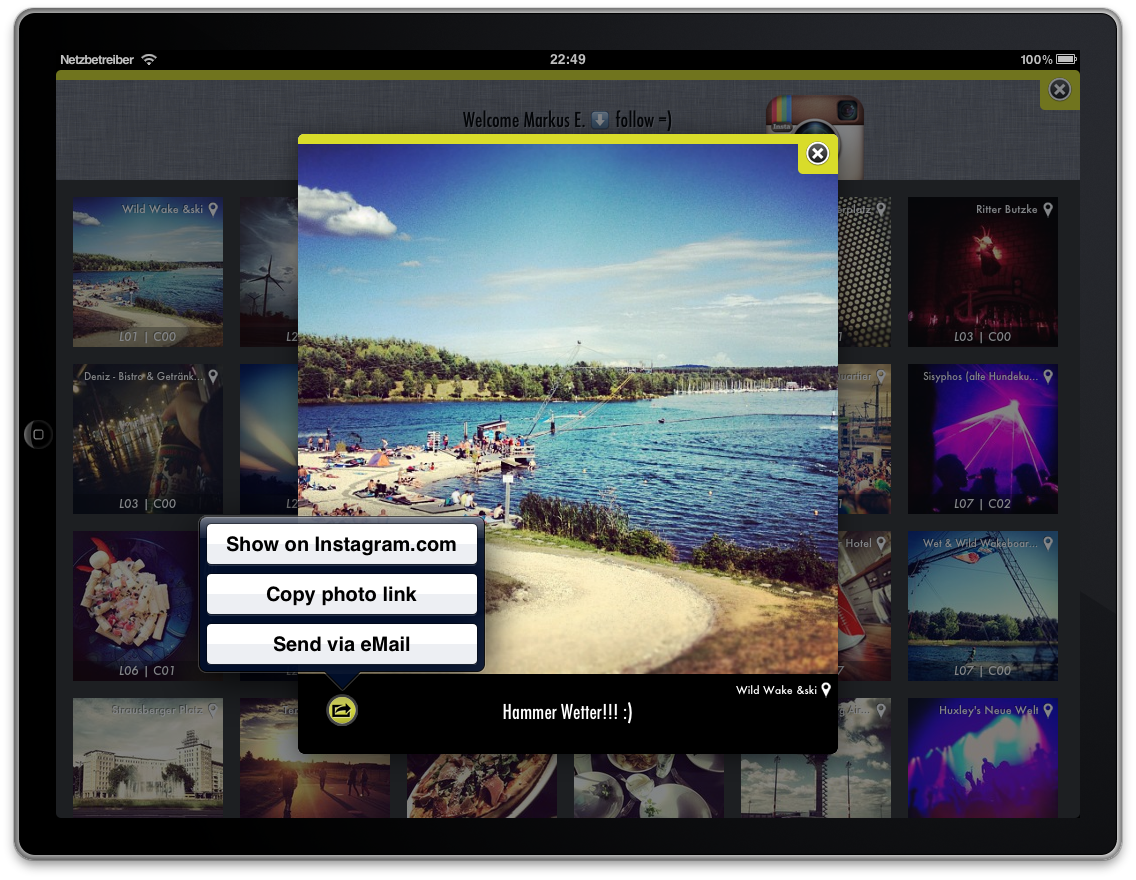 Netzbetreiber
22:49
100%
Welcome Markus E. ⬇ follow =)
Insta
Wild Wake &ski
L01 | C00
Ritter Butzke
L03 | C00
Deniz - Bistro & Getränk...
L03 | C00
Sisyphos (alte Hundeku...
L07 | C02
Show on Instagram.com
Copy photo link
Send via eMail
L06 | C01
Hotel
Wet & Wild Wakeboar...
L07 | C00
Wild Wake &ski
Hammer Wetter!!! :)
Strausberger Platz
Huxley's Neue Welt